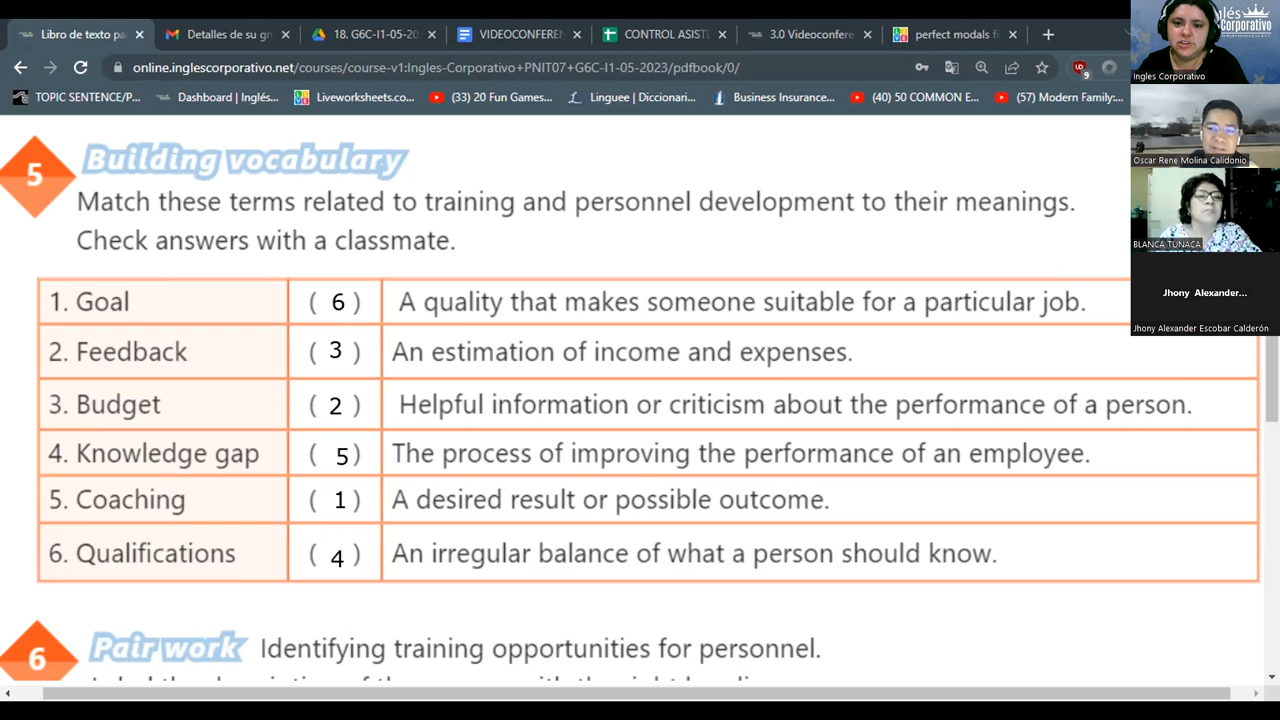 Libro de texto pa
Detalles de su gr
18. G6C-I1-05-20
VIDEOCONFEREN
CONTROL ASIST
3.0 Videoconfere
perfect modals fi
online.inglescorporativo.net/courses/course-v1:Ingles-Corporativo+PNIT07+G6C-I1-05-2023/pdfbook/0/
9
TOPIC SENTENCE/P...
Dashboard | Inglés...
Liveworksheets.co...
(33) 20 Fun Games...
Linguee | Diccionari...
Business Insurance...
(40) 50 COMMON E...
(57) Modern Family:...
5 Building vocabulary
Match these terms related to training and personnel development to their meanings.
Check answers with a classmate.
1. Goal ( 6 ) A quality that makes someone suitable for a particular job.
2. Feedback ( 3 ) An estimation of income and expenses.
3. Budget ( 2 ) Helpful information or criticism about the performance of a person.
4. Knowledge gap ( 5 ) The process of improving the performance of an employee.
5. Coaching ( 1 ) A desired result or possible outcome.
6. Qualifications ( 4 ) An irregular balance of what a person should know.
6 Pair work Identifying training opportunities for personnel.
glés
Corporativo
Ingles Corporativo
Oscar Rene Molina Calidonio
BLANCA TUNACA
Jhony Alexander...
Jhony Alexander Escobar Calderón